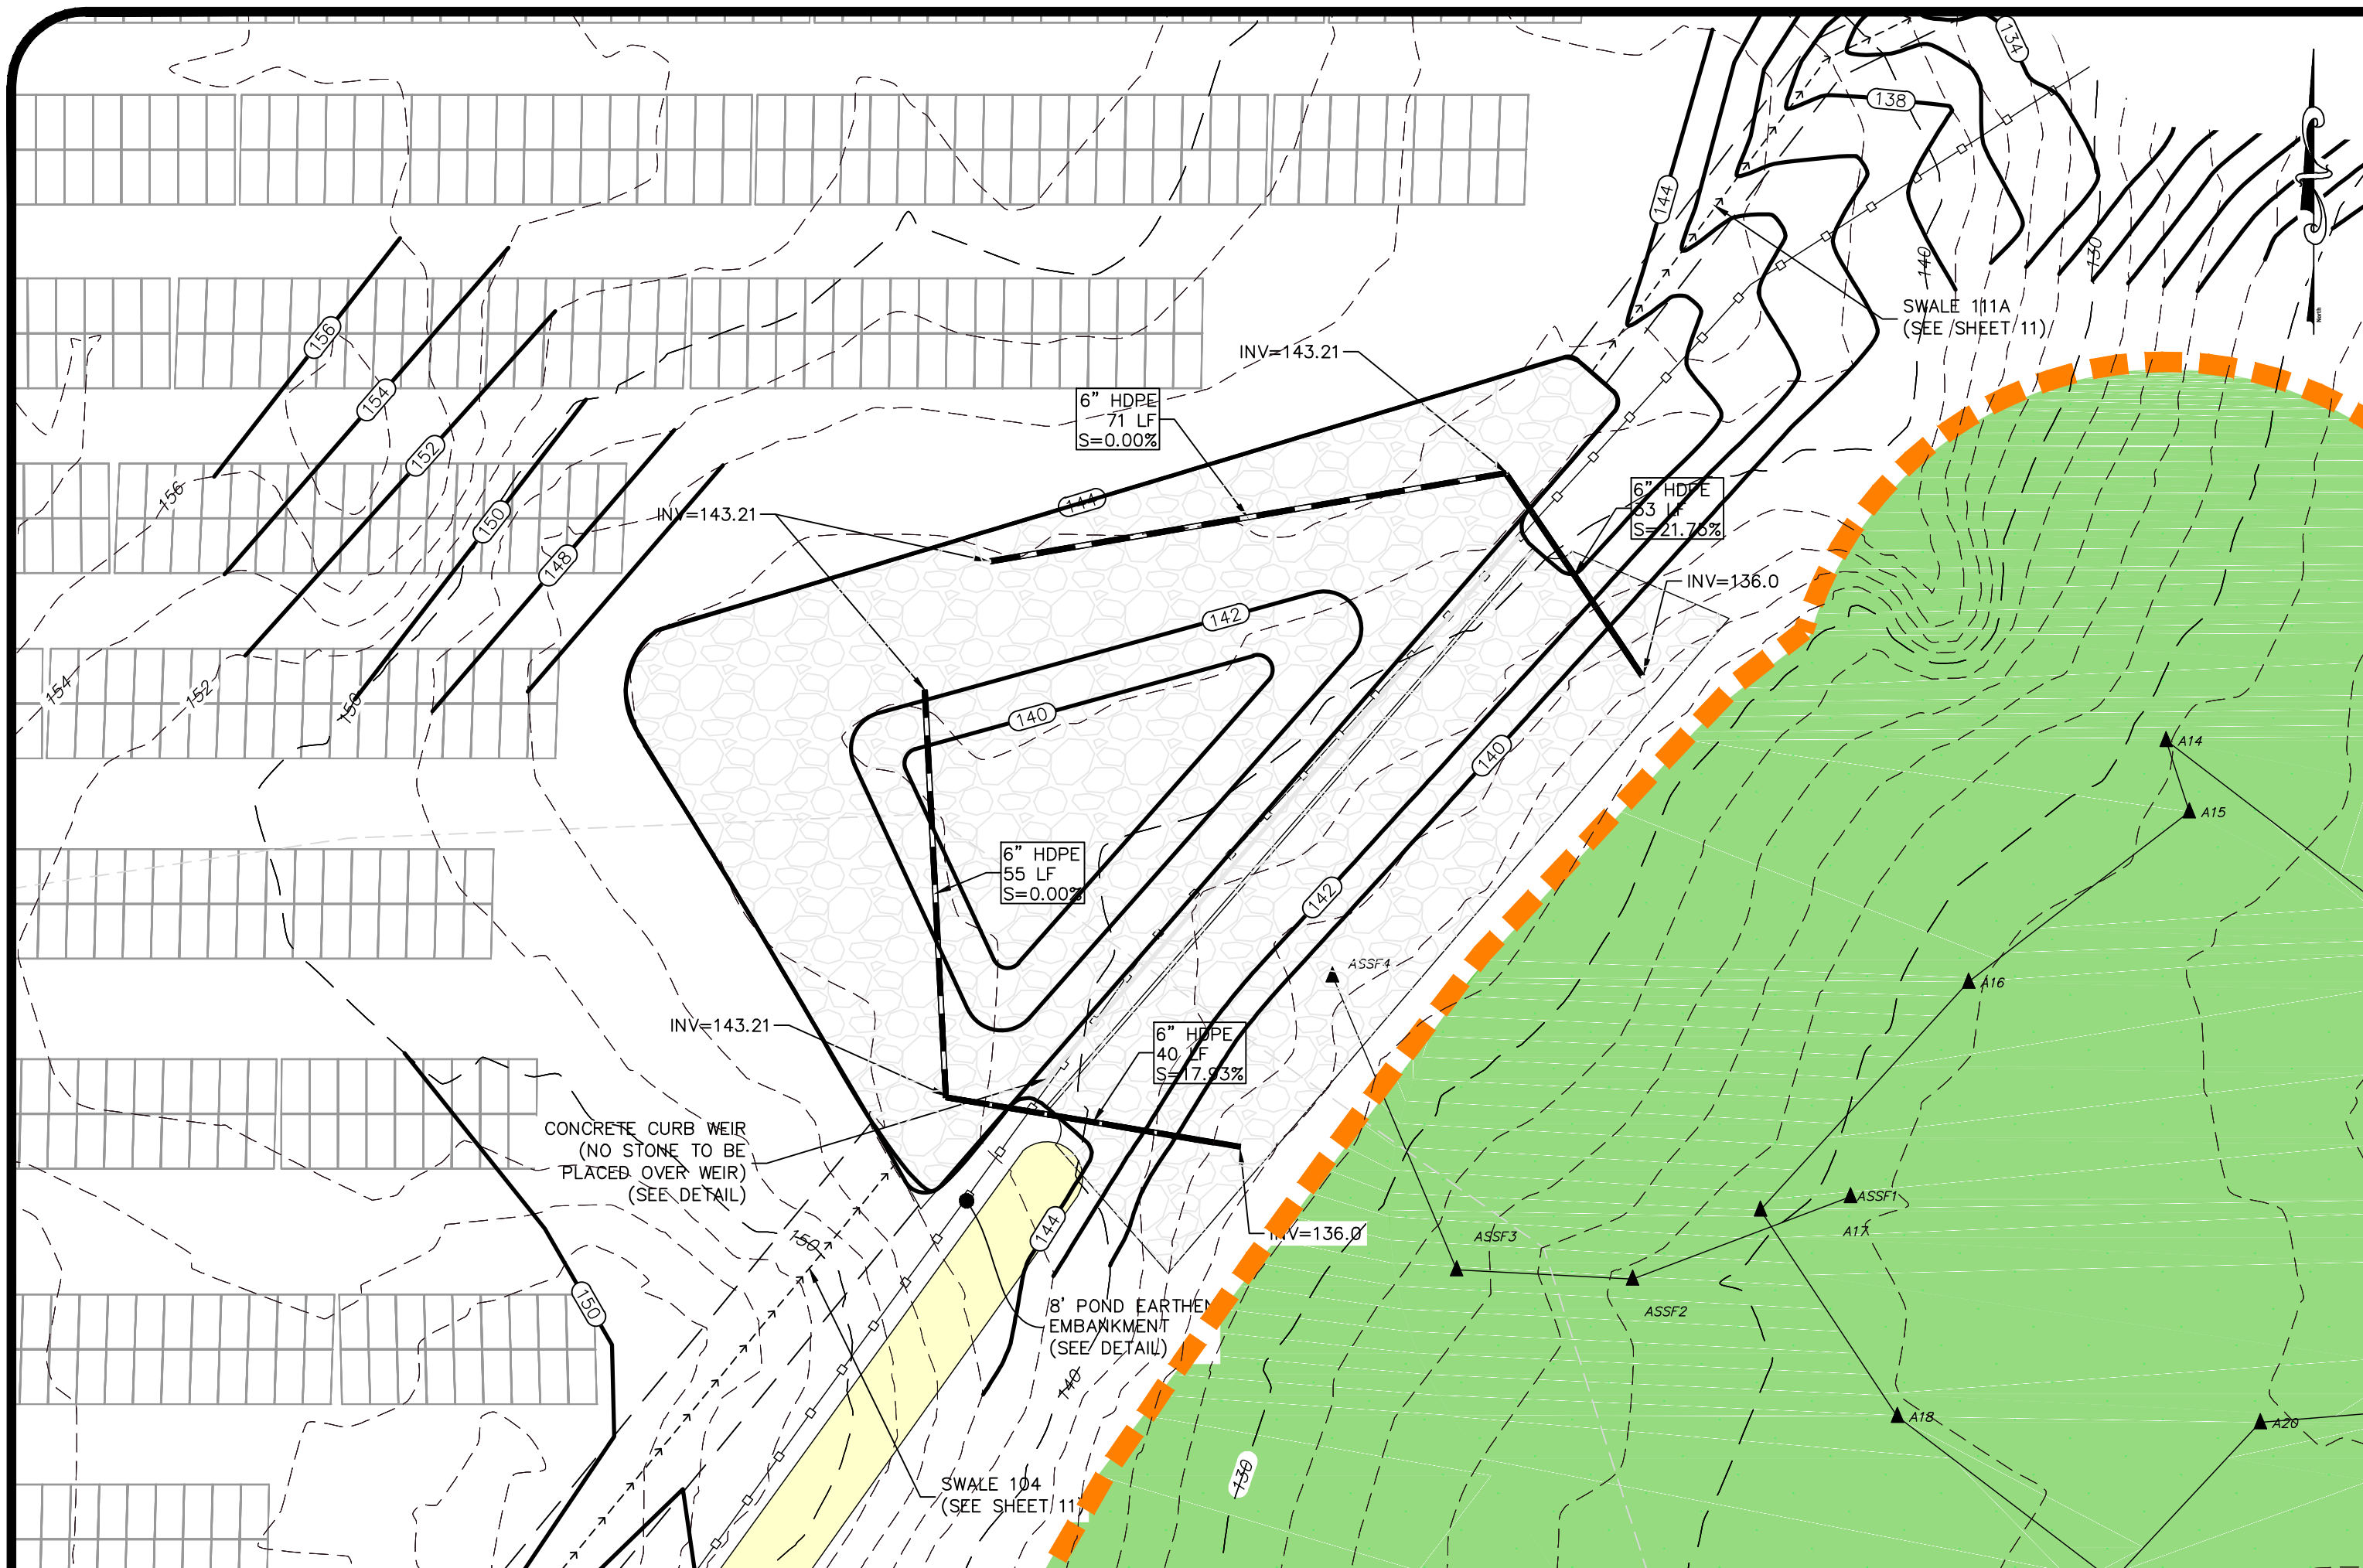 134
138
144
140
130
North
SWALE 111A
(SEE SHEET 11)
INV=143.21
156
154
152
150
148
6" HDPE
71 LF
S=0.00%
144
INV=143.21
6" HDPE
33 LF
S=21.75%
INV=136.0
156
154
152
150
142
140
140
142
A14
A15
6" HDPE
55 LF
S=0.00%
ASSF4
A16
INV=143.21
6" HDPE
40 LF
S=17.93%
CONCRETE CURB WEIR
(NO STONE TO BE
PLACED OVER WEIR)
(SEE DETAIL)
150
144
INV=136.0
ASSF3
ASSF1
A17
ASSF2
150
8' POND EARTHEN
EMBANKMENT
(SEE DETAIL)
140
A18
A20
130
SWALE 104
(SEE SHEET 11)